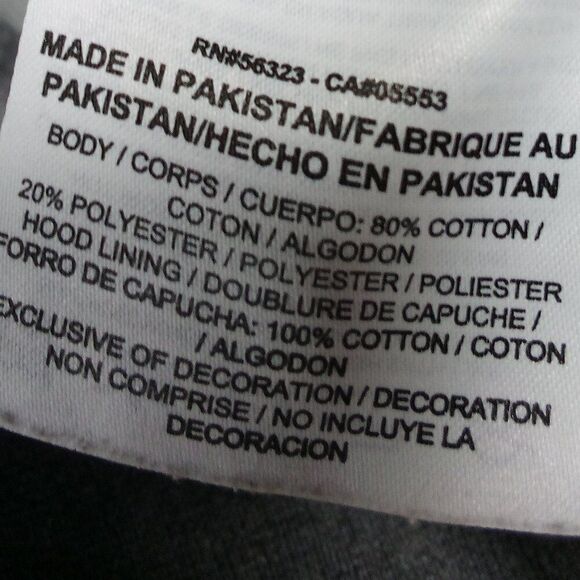 RN#56323 - CA#05553
MADE IN PAKISTAN/FABRIQUE AU
PAKISTAN/HECHO EN PAKISTAN
BODY / CORPS / CUERPO: 80% COTTON /
COTON / ALGODON
20% POLYESTER / POLYESTER / POLIESTER
HOOD LINING / DOUBLURE DE CAPUCHE /
FORRO DE CAPUCHA: 100% COTTON / COTON
/ ALGODON
EXCLUSIVE OF DECORATION / DECORATION
NON COMPRISE / NO INCLUYE LA
DECORACION